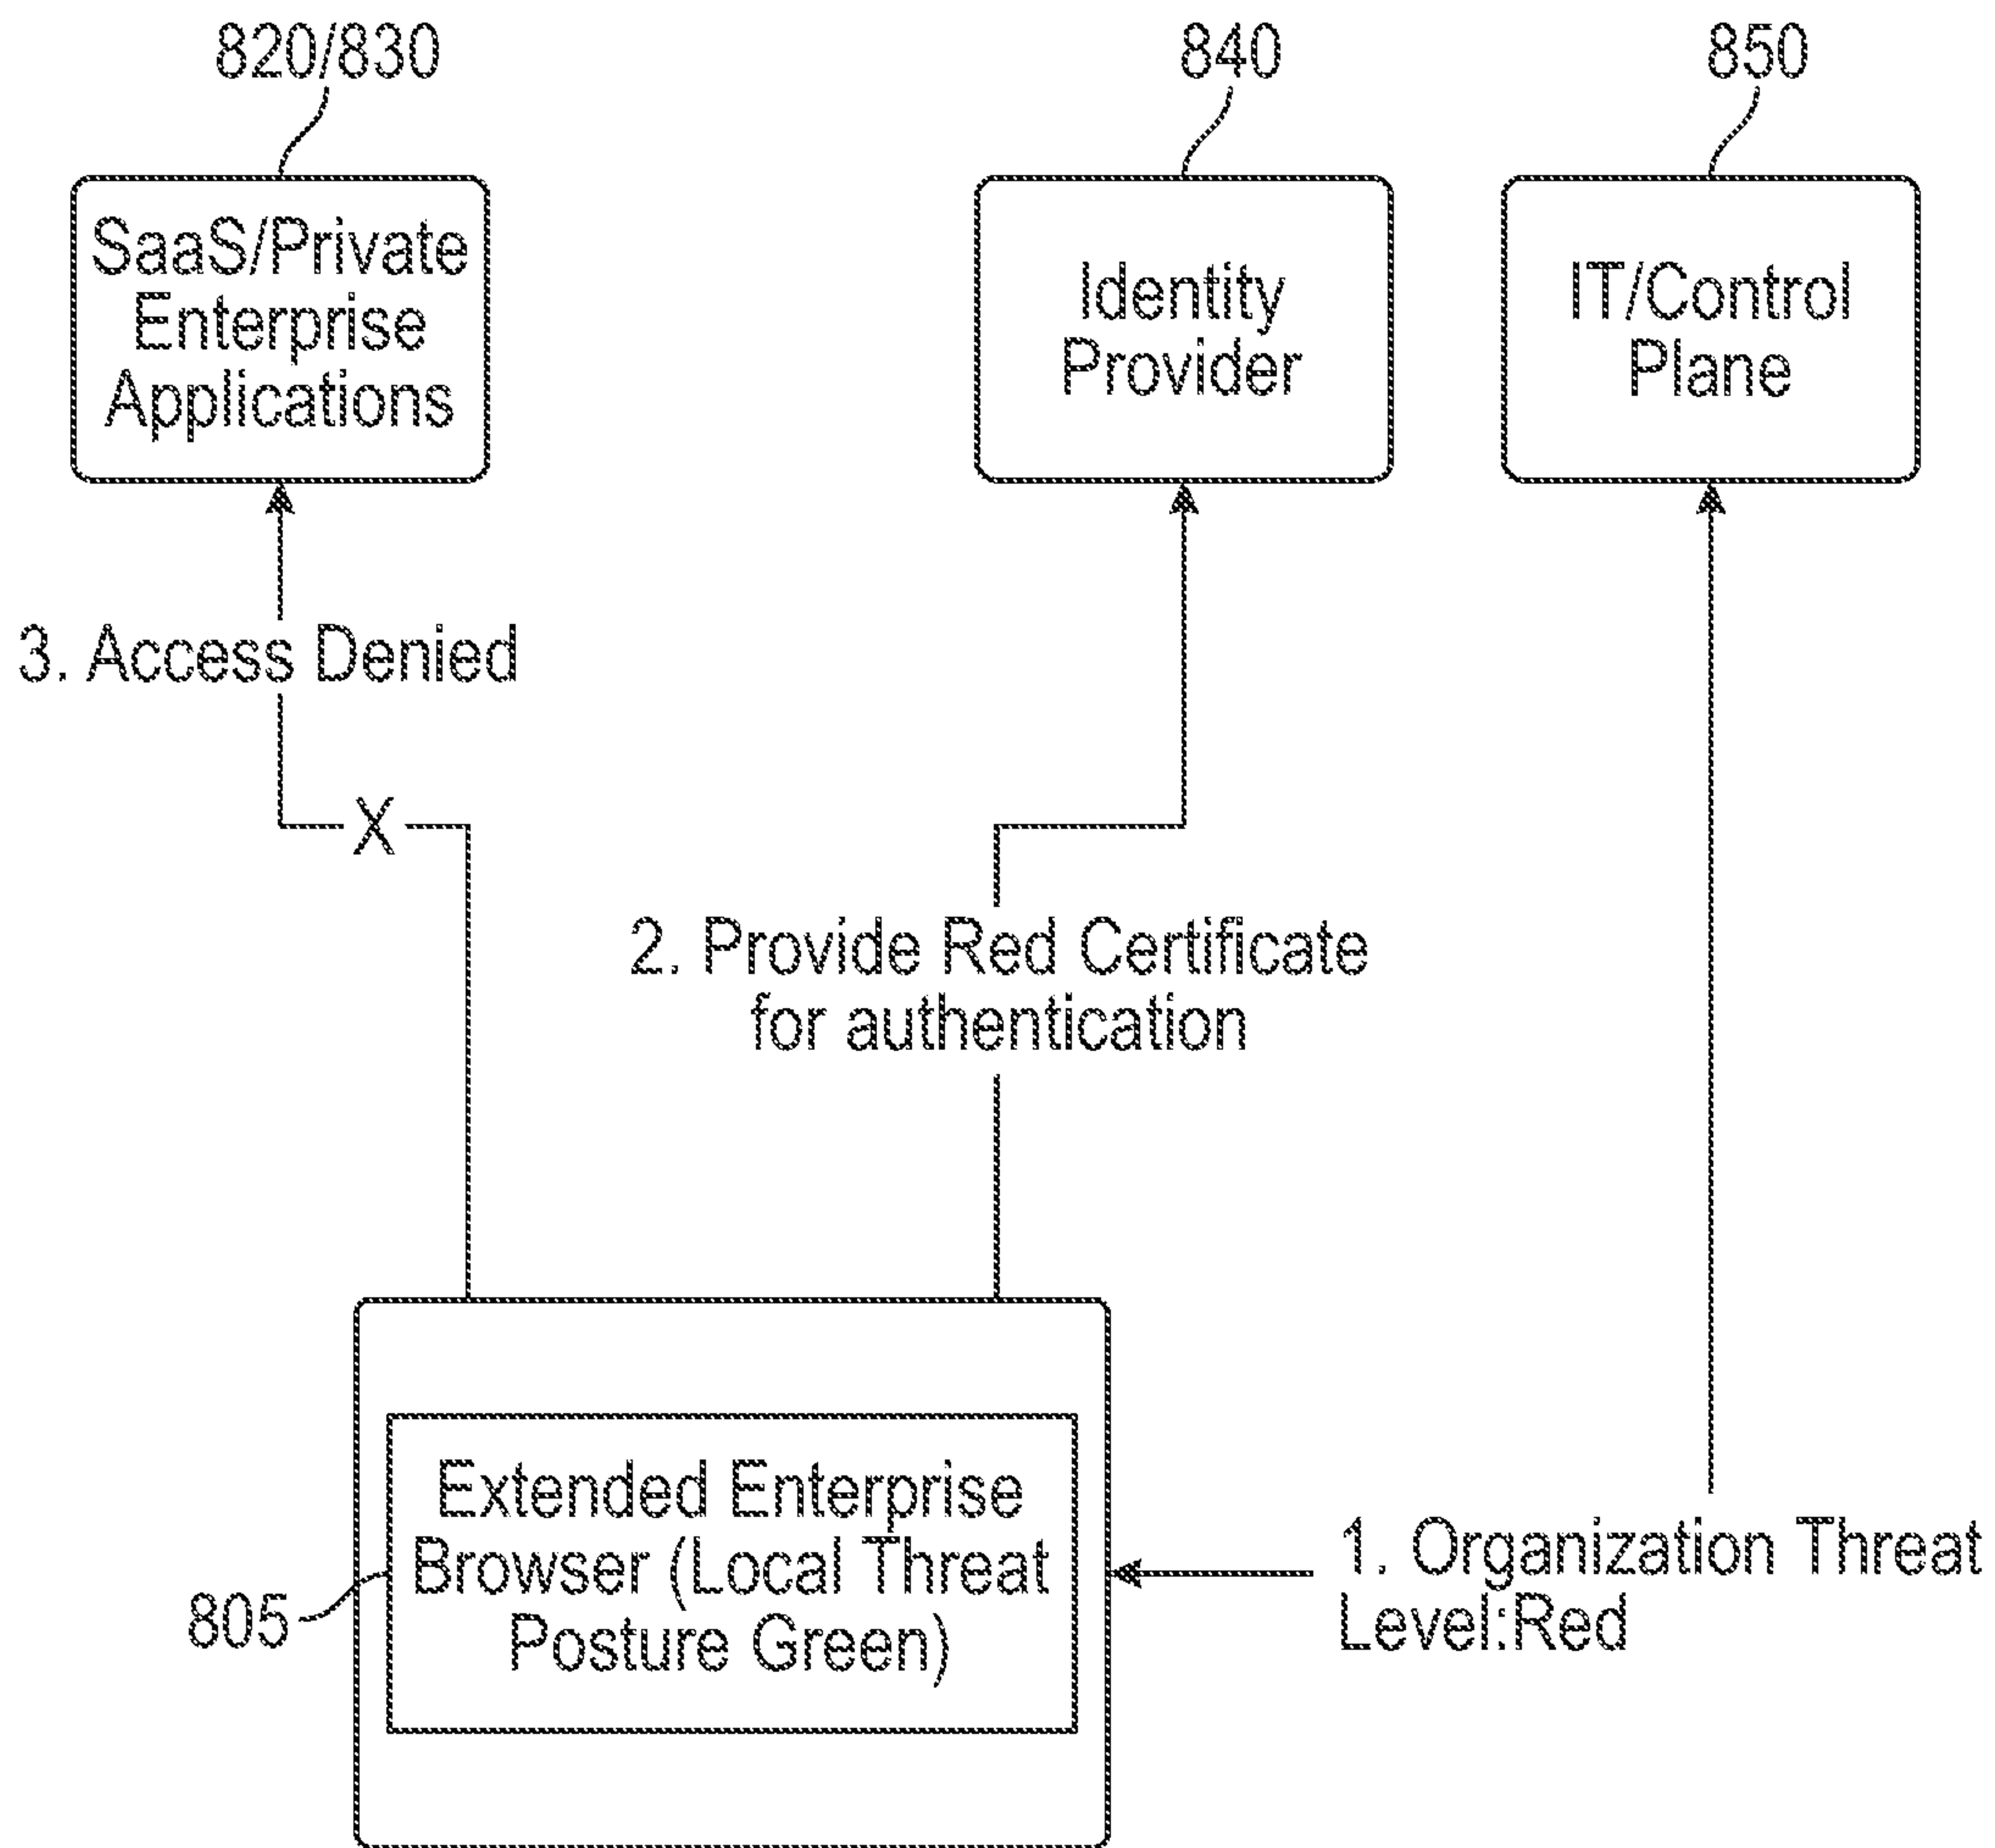 820/830
840
850
SaaS/Private
Enterprise
Applications
Identity
Provider
IT/Control
Plane
3. Access Denied
X
2. Provide Red Certificate
for authentication
Extended Enterprise
Browser (Local Threat
Posture Green)
805
1. Organization Threat
Level:Red